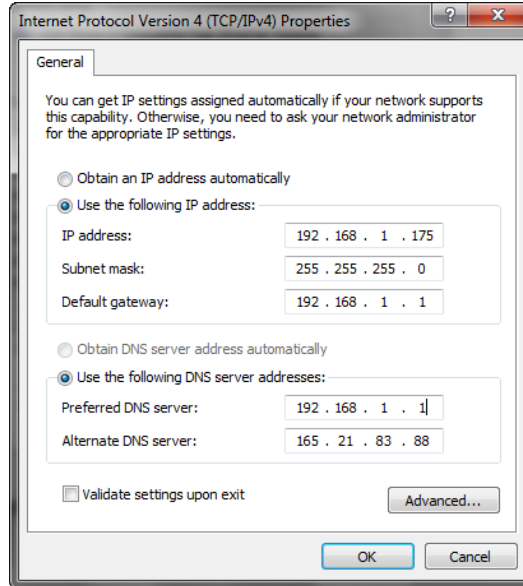 Internet Protocol Version 4 (TCP/IPv4) Properties
General
You can get IP settings assigned automatically if your network supports
this capability. Otherwise, you need to ask your network administrator
for the appropriate IP settings.
Obtain an IP address automatically
Use the following IP address:
IP address: 192 . 168 . 1 . 175
Subnet mask: 255 . 255 . 255 . 0
Default gateway: 192 . 168 . 1 . 1
Obtain DNS server address automatically
Use the following DNS server addresses:
Preferred DNS server: 192 . 168 . 1 . 1
Alternate DNS server: 165 . 21 . 83 . 88
Validate settings upon exit
Advanced...
OK Cancel